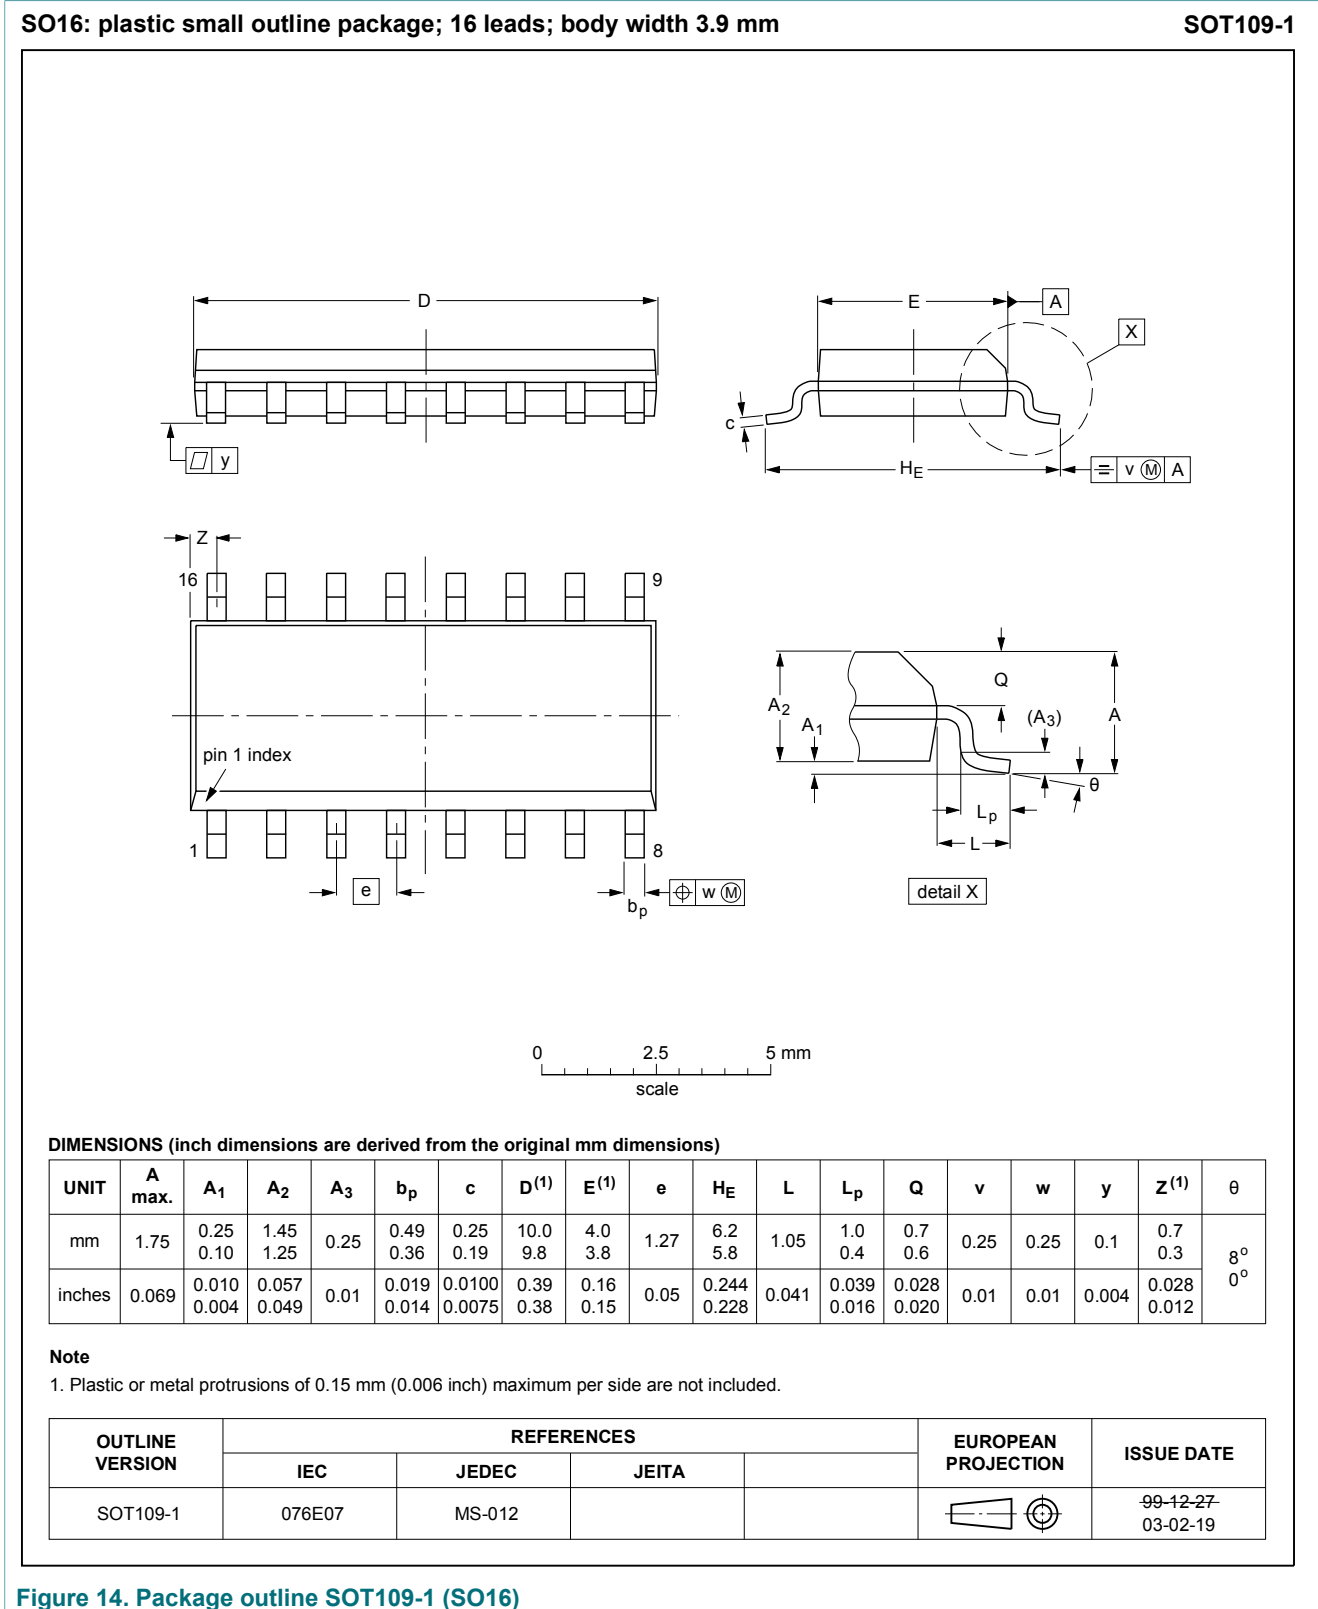 SO16: plastic small outline package; 16 leads; body width 3.9 mm SOT109-1
D
E A
X
c
y
HE v M A
Z
16 9
Q
A2 A1 (A3) A
pin 1 index
θ
Lp
1 8 L
e w M detail X
bp
0 2.5 5 mm
scale
DIMENSIONS (inch dimensions are derived from the original mm dimensions)
UNIT A max. A1 A2 A3 bp c D(1) E(1) e HE L Lp Q v w y Z(1) θ
mm 1.75 0.25 0.10 1.45 1.25 0.25 0.49 0.36 0.25 0.19 10.0 9.8 4.0 3.8 1.27 6.2 5.8 1.05 1.0 0.4 0.7 0.6 0.25 0.25 0.1 0.7 0.3 8° 0°
inches 0.069 0.010 0.004 0.057 0.049 0.01 0.019 0.014 0.0100 0.0075 0.39 0.38 0.16 0.15 0.05 0.244 0.228 0.041 0.039 0.016 0.028 0.020 0.01 0.01 0.004 0.028 0.012
Note
1. Plastic or metal protrusions of 0.15 mm (0.006 inch) maximum per side are not included.
OUTLINE VERSION REFERENCES EUROPEAN PROJECTION ISSUE DATE
IEC JEDEC JEITA
SOT109-1 076E07 MS-012 99-12-27
03-02-19
Figure 14. Package outline SOT109-1 (SO16)